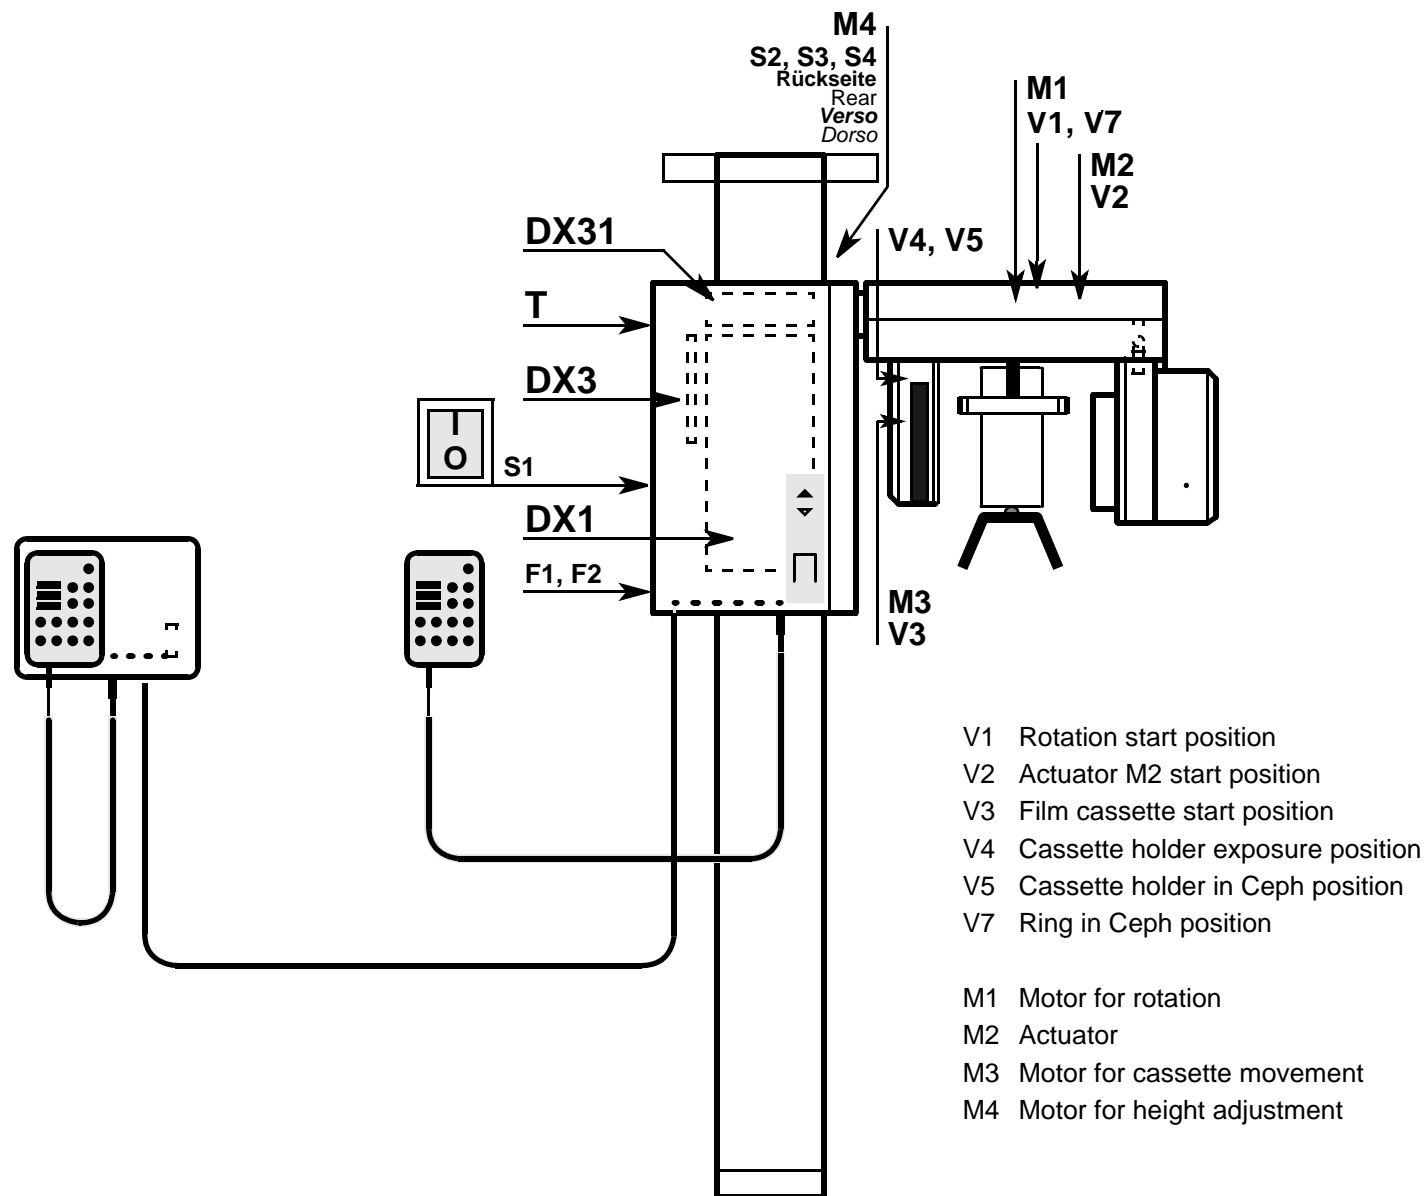 M4
S2, S3, S4
Rückseite
Rear
Verso
Dorso
M1
V1, V7
M2
V2
DX31
V4, V5
T
DX3
I
O
S1
DX1
F1, F2
M3
V3
V1 Rotation start position
V2 Actuator M2 start position
V3 Film cassette start position
V4 Cassette holder exposure position
V5 Cassette holder in Ceph position
V7 Ring in Ceph position
M1 Motor for rotation
M2 Actuator
M3 Motor for cassette movement
M4 Motor for height adjustment